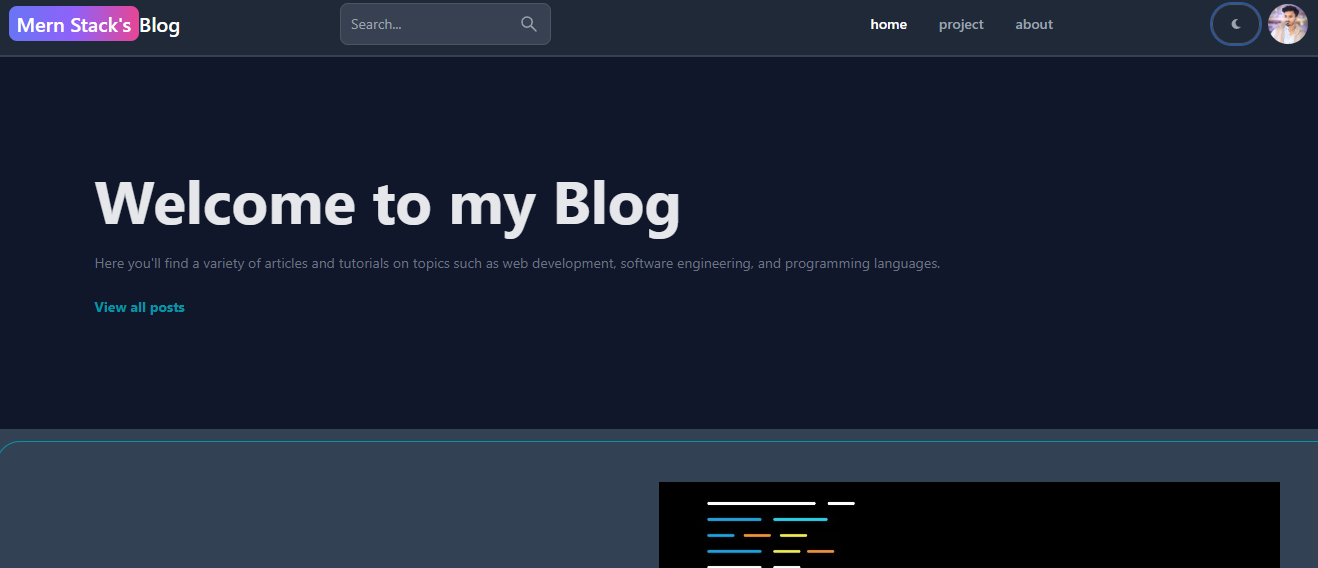 Mern Stack's Blog
Search...
home project about
Welcome to my Blog
Here you'll find a variety of articles and tutorials on topics such as web development, software engineering, and programming languages.
View all posts